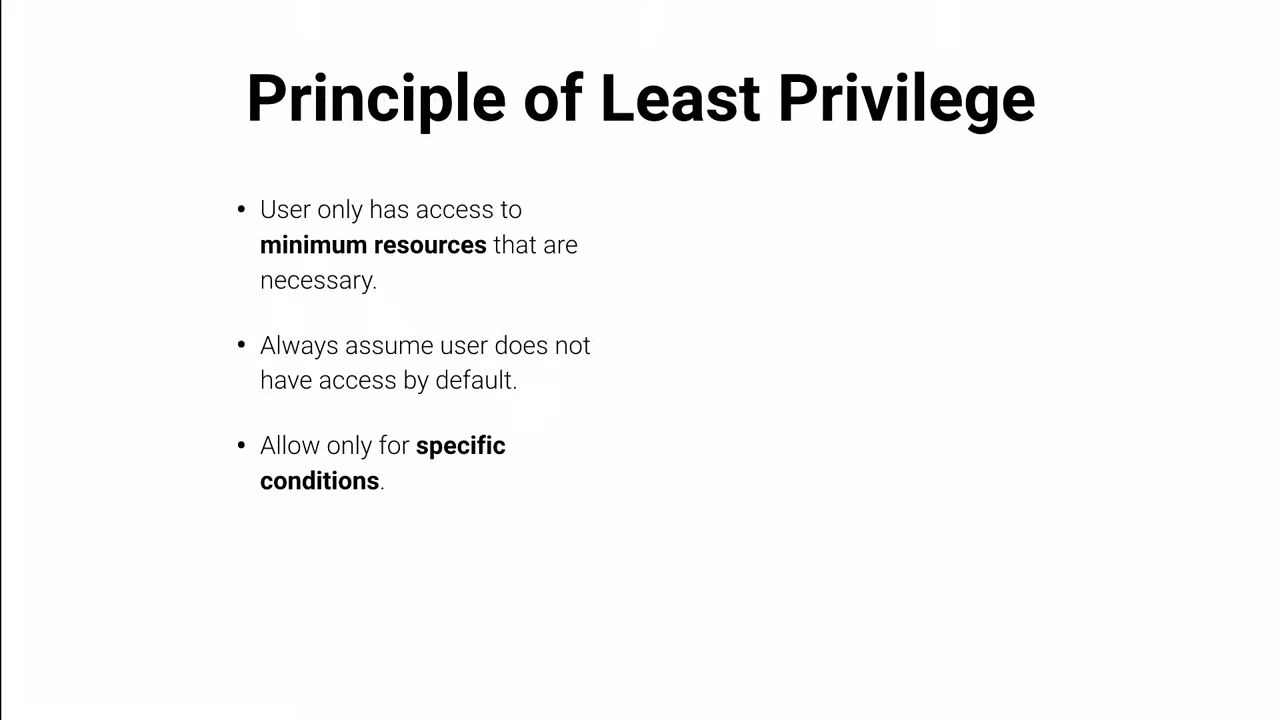 Principle of Least Privilege
• User only has access to
minimum resources that are
necessary.
• Always assume user does not
have access by default.
• Allow only for specific
conditions.